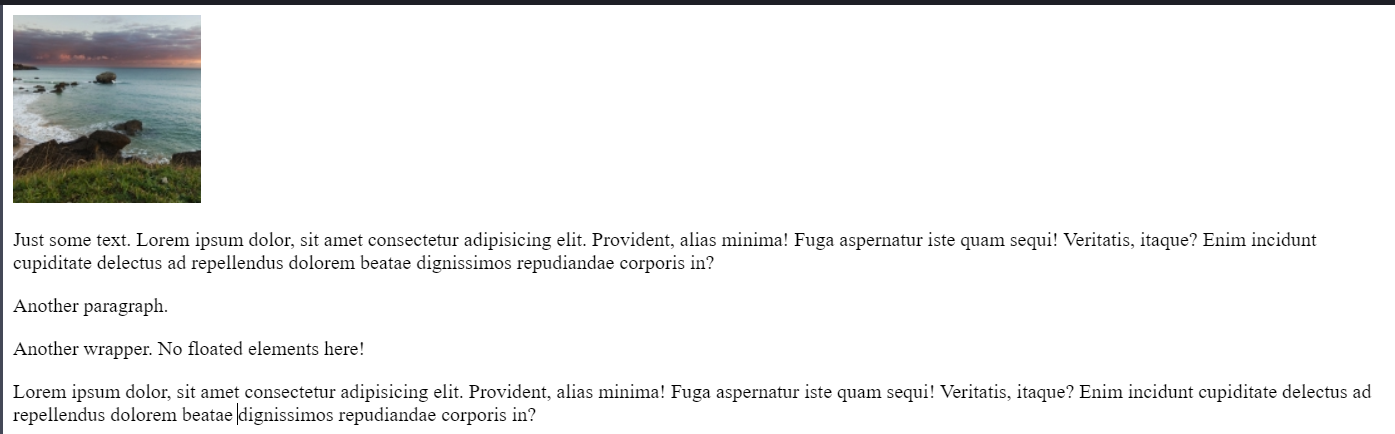 Just some text. Lorem ipsum dolor, sit amet consectetur adipisicing elit. Provident, alias minima! Fuga aspernatur iste quam sequi! Veritatis, itaque? Enim incidunt
cupiditate delectus ad repellendus dolorem beatae dignissimos repudiandae corporis in?
Another paragraph.
Another wrapper. No floated elements here!
Lorem ipsum dolor, sit amet consectetur adipisicing elit. Provident, alias minima! Fuga aspernatur iste quam sequi! Veritatis, itaque? Enim incidunt cupiditate delectus ad
repellendus dolorem beatae dignissimos repudiandae corporis in?